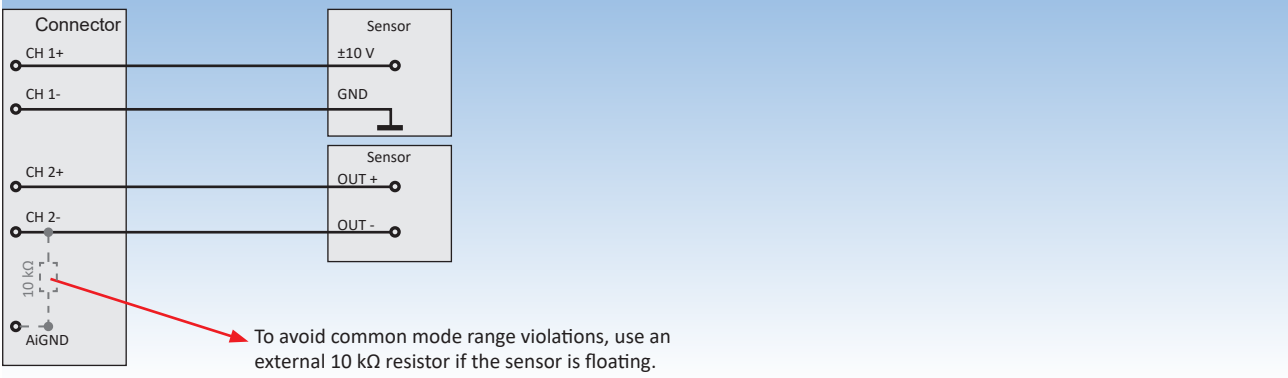 Connector
CH 1+
CH 1-
CH 2+
CH 2-
10 kΩ
AiGND
Sensor
±10 V
GND
Sensor
OUT +
OUT -
To avoid common mode range violations, use an
external 10 kΩ resistor if the sensor is floating.